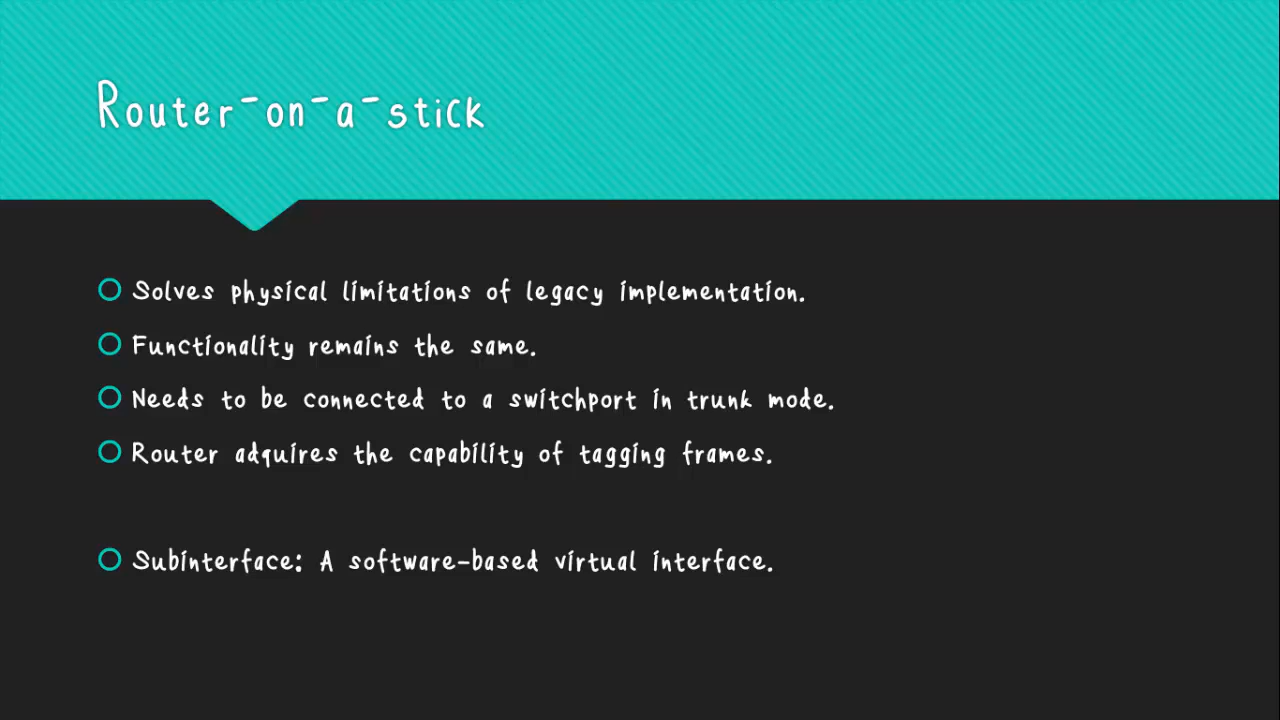 Router-on-a-stick
Solves physical limitations of legacy implementation.
Functionality remains the same.
Needs to be connected to a switchport in trunk mode.
Router adquires the capability of tagging frames.
Subinterface: A software-based virtual interface.